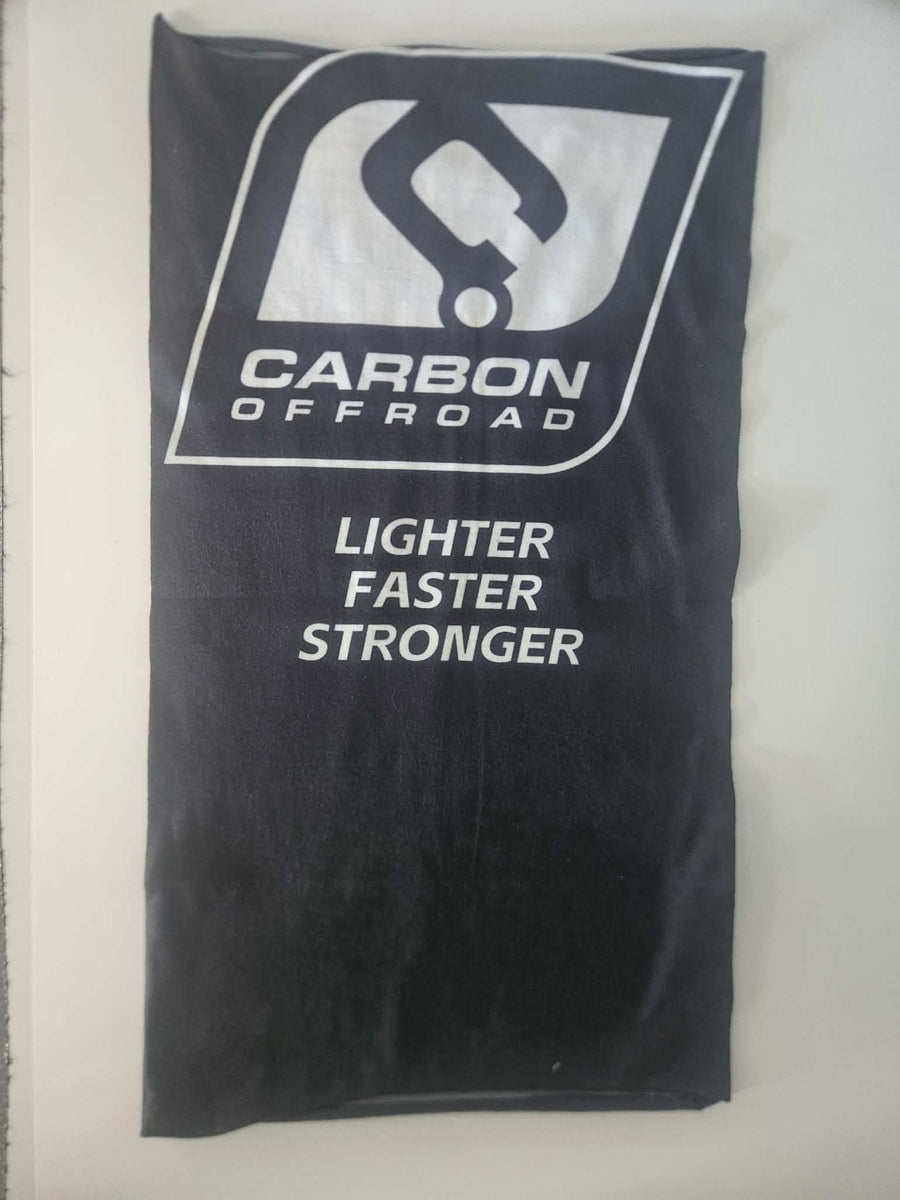 CARBON
OFFROAD
LIGHTER
FASTER
STRONGER